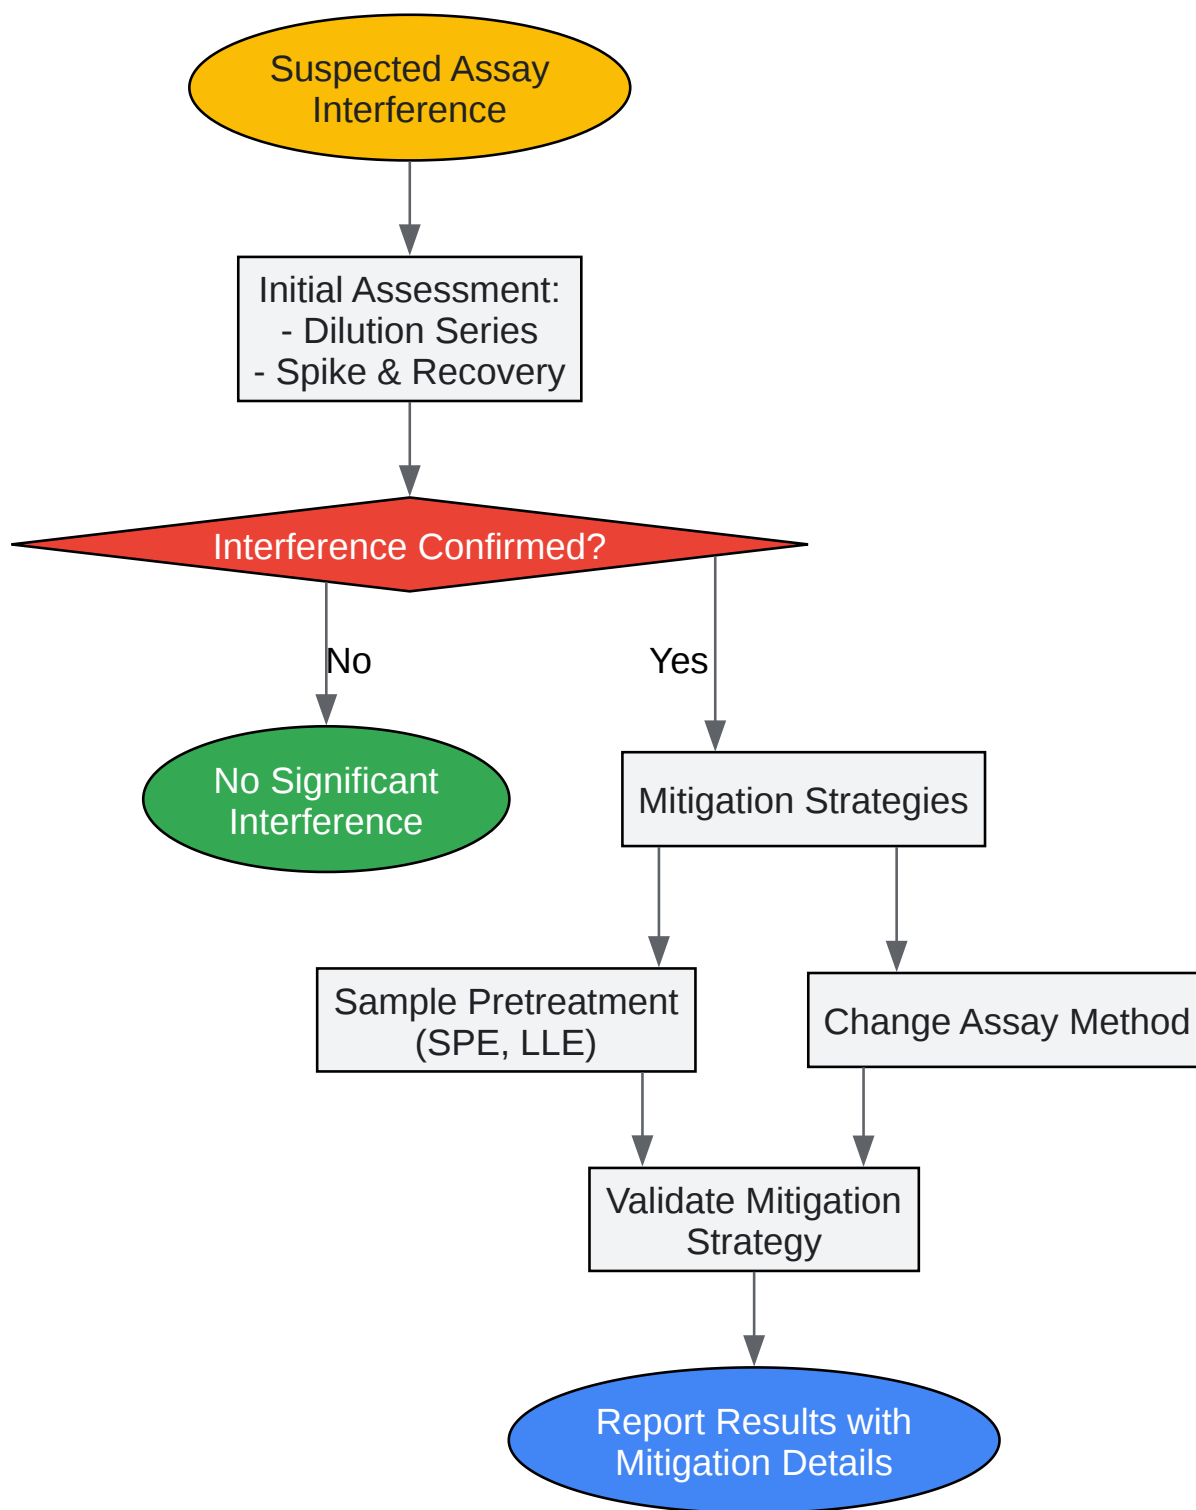 Suspected Assay
Interference
Initial Assessment:
- Dilution Series
- Spike & Recovery
Interference Confirmed?
No
Yes
No Significant
Interference
Mitigation Strategies
Sample Pretreatment
(SPE, LLE)
Change Assay Method
Validate Mitigation
Strategy
Report Results with
Mitigation Details